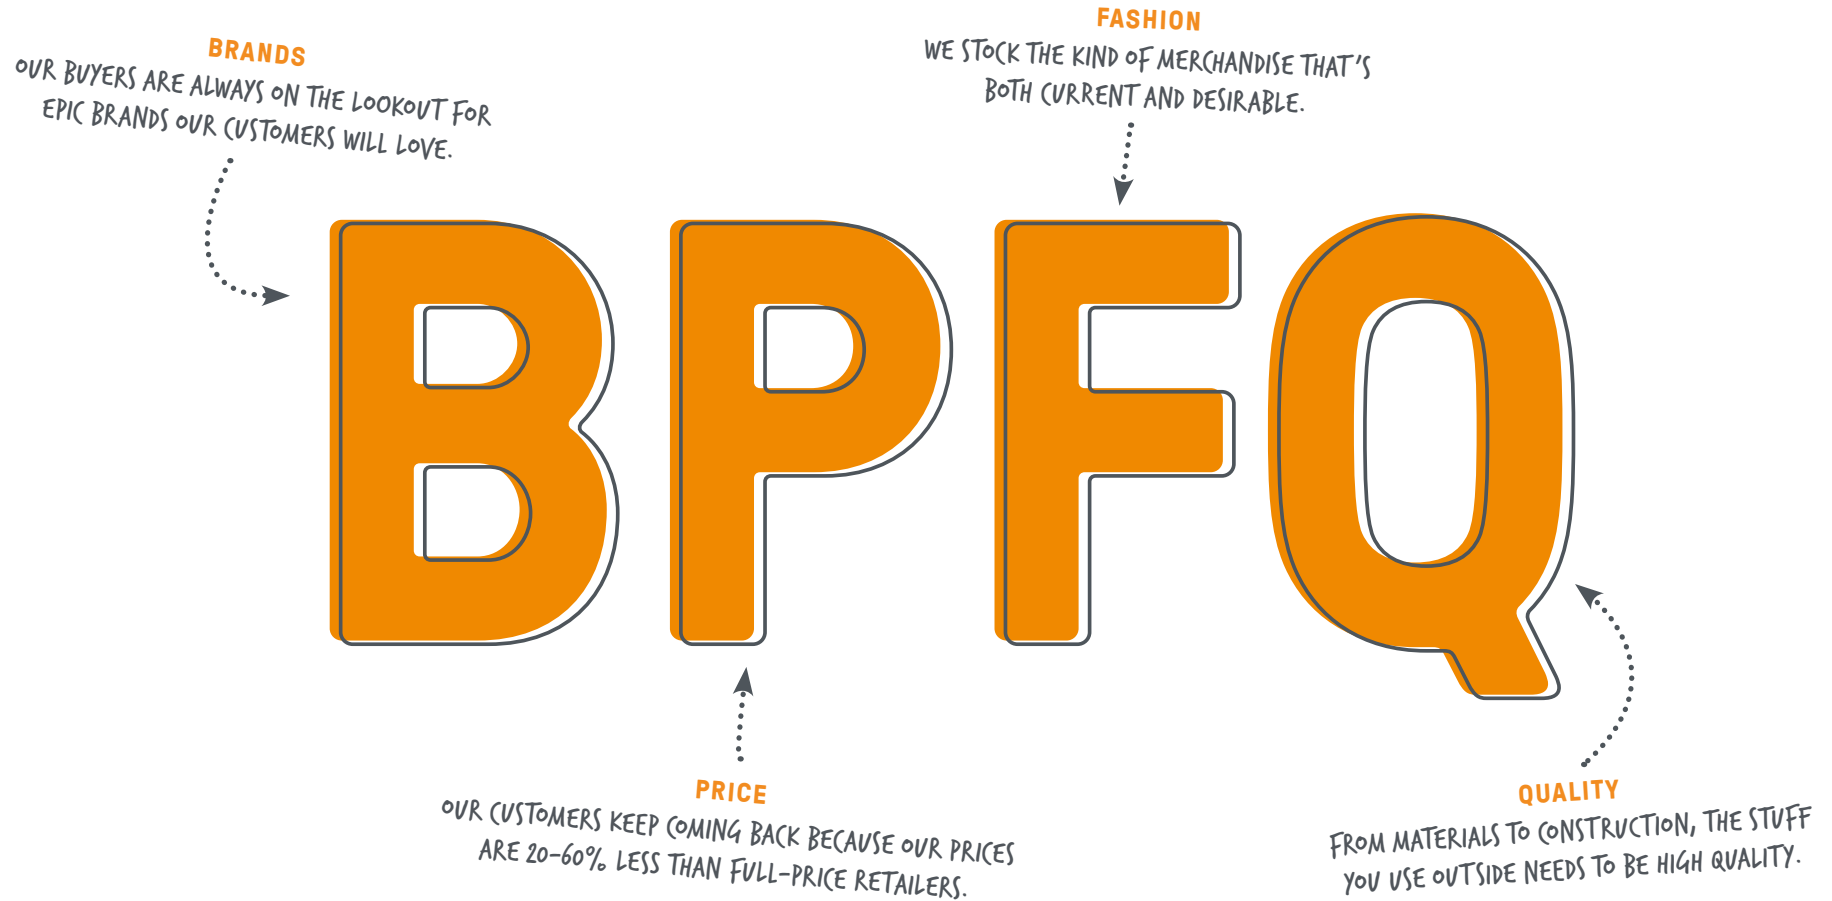 BRANDS
OUR BUYERS ARE ALWAYS ON THE LOOKOUT FOR
EPIC BRANDS OUR CUSTOMERS WILL LOVE.
FASHION
WE STOCK THE KIND OF MERCHANDISE THAT'S
BOTH CURRENT AND DESIRABLE.
BPFQ
PRICE
OUR CUSTOMERS KEEP COMING BACK BECAUSE OUR PRICES
ARE 20-60% LESS THAN FULL-PRICE RETAILERS.
QUALITY
FROM MATERIALS TO CONSTRUCTION, THE STUFF
YOU USE OUTSIDE NEEDS TO BE HIGH QUALITY.